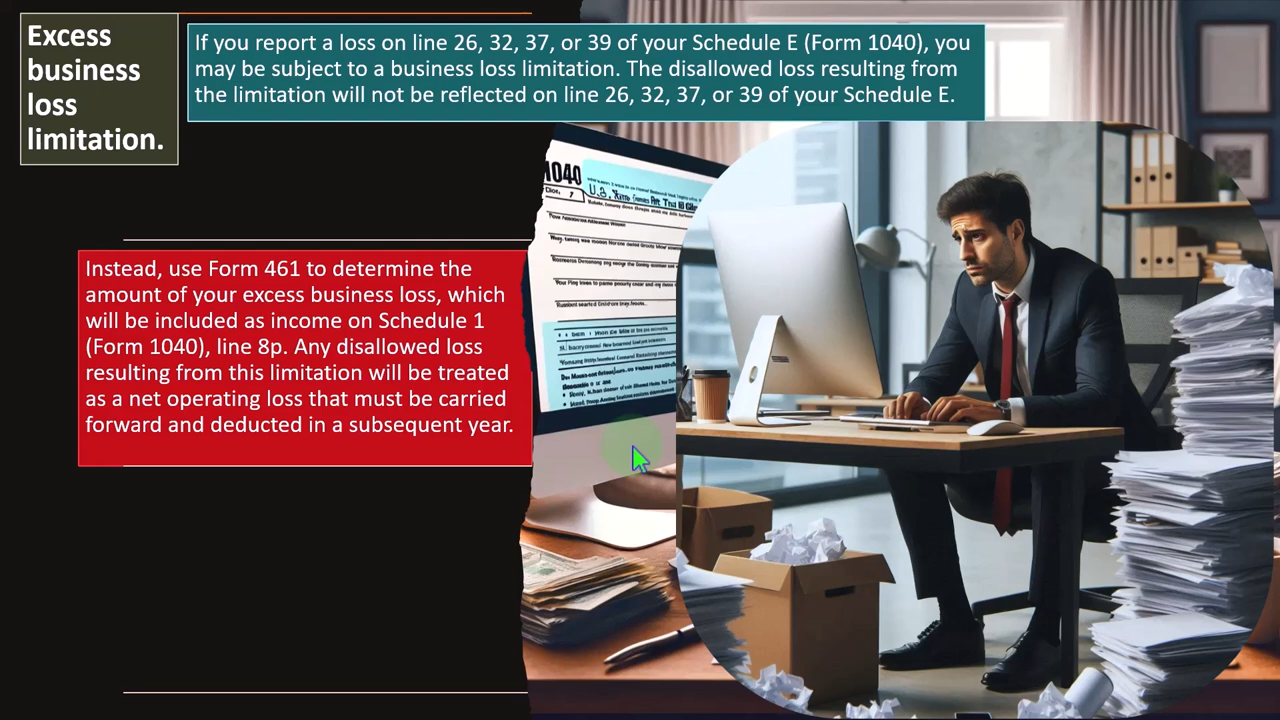 Excess
business
loss
limitation.
If you report a loss on line 26, 32, 37, or 39 of your Schedule E (Form 1040), you
may be subject to a business loss limitation. The disallowed loss resulting from
the limitation will not be reflected on line 26, 32, 37, or 39 of your Schedule E.
Instead, use Form 461 to determine the
amount of your excess business loss, which
will be included as income on Schedule 1
(Form 1040), line 8p. Any disallowed loss
resulting from this limitation will be treated
as a net operating loss that must be carried
forward and deducted in a subsequent year.
1040